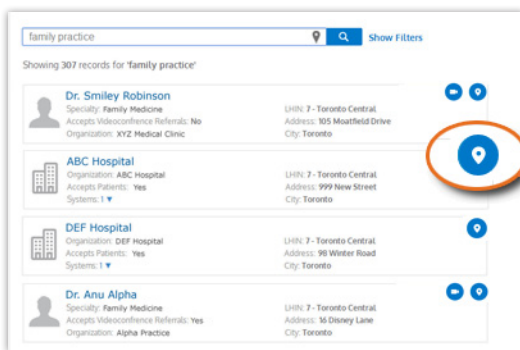 family practice
Show Filters
Showing 307 records for 'family practice'
Dr. Smiley Robinson
Specialty: Family Medicine
Accepts Videoconference Referrals: No
Organization: XYZ Medical Clinic
LHIN: 7 - Toronto Central
Address: 105 Moatfield Drive
City: Toronto
ABC Hospital
Organization: ABC Hospital
Accepts Patients: Yes
Systems: 1
LHIN: 7 - Toronto Central
Address: 999 New Street
City: Toronto
DEF Hospital
Organization: DEF Hospital
Accepts Patients: Yes
Systems: 1
LHIN: 7 - Toronto Central
Address: 98 Winter Road
City: Toronto
Dr. Anu Alpha
Specialty: Family Medicine
Accepts Videoconference Referrals: Yes
Organization: Alpha Practice
LHIN: 7 - Toronto Central
Address: 16 Disney Lane
City: Toronto